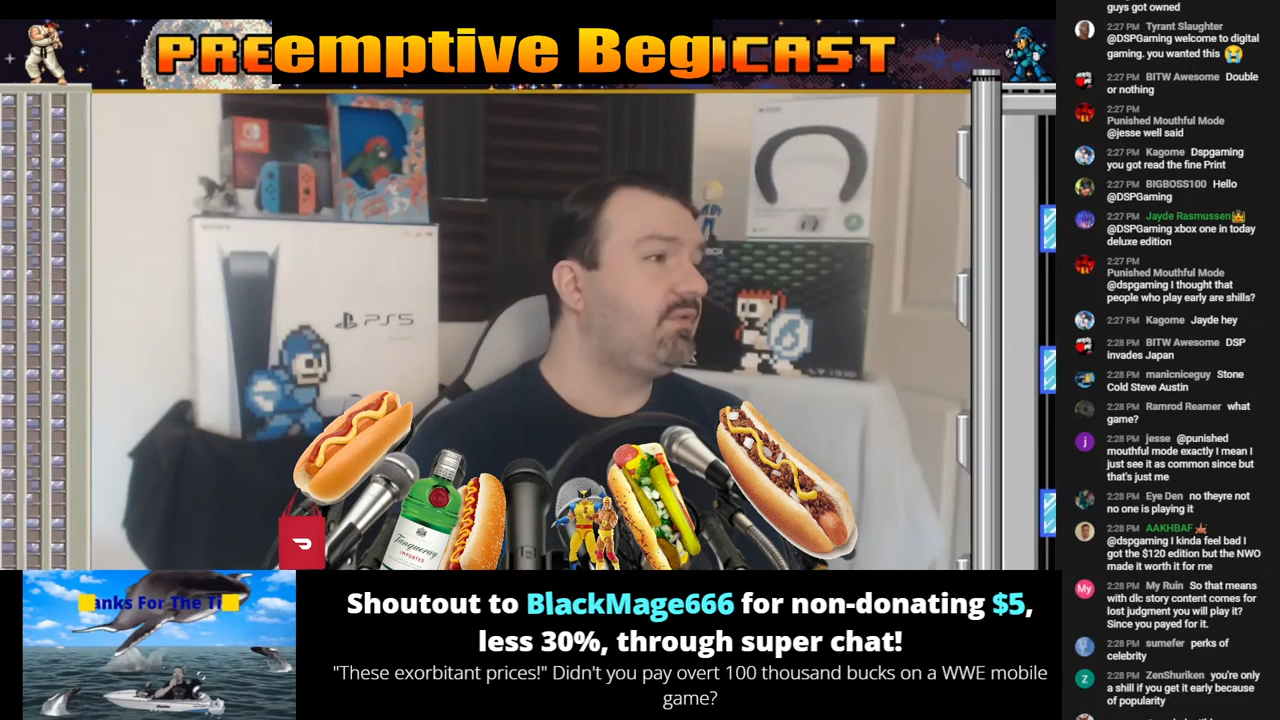 PREemptive BegICAST
SONY
PS5
XBOX
Tanqueray
IMPORTED
anks For The Ti
Shoutout to BlackMage666 for non-donating $5,
less 30%, through super chat!
"These exorbitant prices!" Didn't you pay overt 100 thousand bucks on a WWE mobile
game?
guys got owned
2:27 PM Tyrant Slaughter
@DSPGaming welcome to digital
gaming. you wanted this 😭
2:27 PM BITW Awesome Double
or nothing
2:27 PM
Punished Mouthful Mode
@jesse well said
2:27 PM Kagome Dspgaming
you got read the fine Print
2:27 PM BIGBOSS100 Hello
@DSPGaming
2:27 PM Jayde Rasmussen
@DSPGaming xbox one in today
deluxe edition
2:27 PM
Punished Mouthful Mode
@dspgaming I thought that
people who play early are shills?
2:27 PM Kagome Jayde hey
2:28 PM BITW Awesome DSP
invades Japan
2:28 PM manicniceguy Stone
Cold Steve Austin
2:28 PM Ramrod Reamer what
game?
j
2:28 PM jesse @punished
mouthful mode exactly I mean I
just see it as common since but
that's just me
2:28 PM Eye Den no theyre not
no one is playing it
2:28 PM AAKHBAF
@dspgaming I kinda feel bad I
got the $120 edition but the NWO
made it worth it for me
My
2:28 PM My Ruin So that means
with dlc story content comes for
lost judgment you will play it?
Since you payed for it.
2:28 PM sumefer perks of
celebrity
Z
2:28 PM ZenShuriken you're only
a shill if you get it early because
of popularity